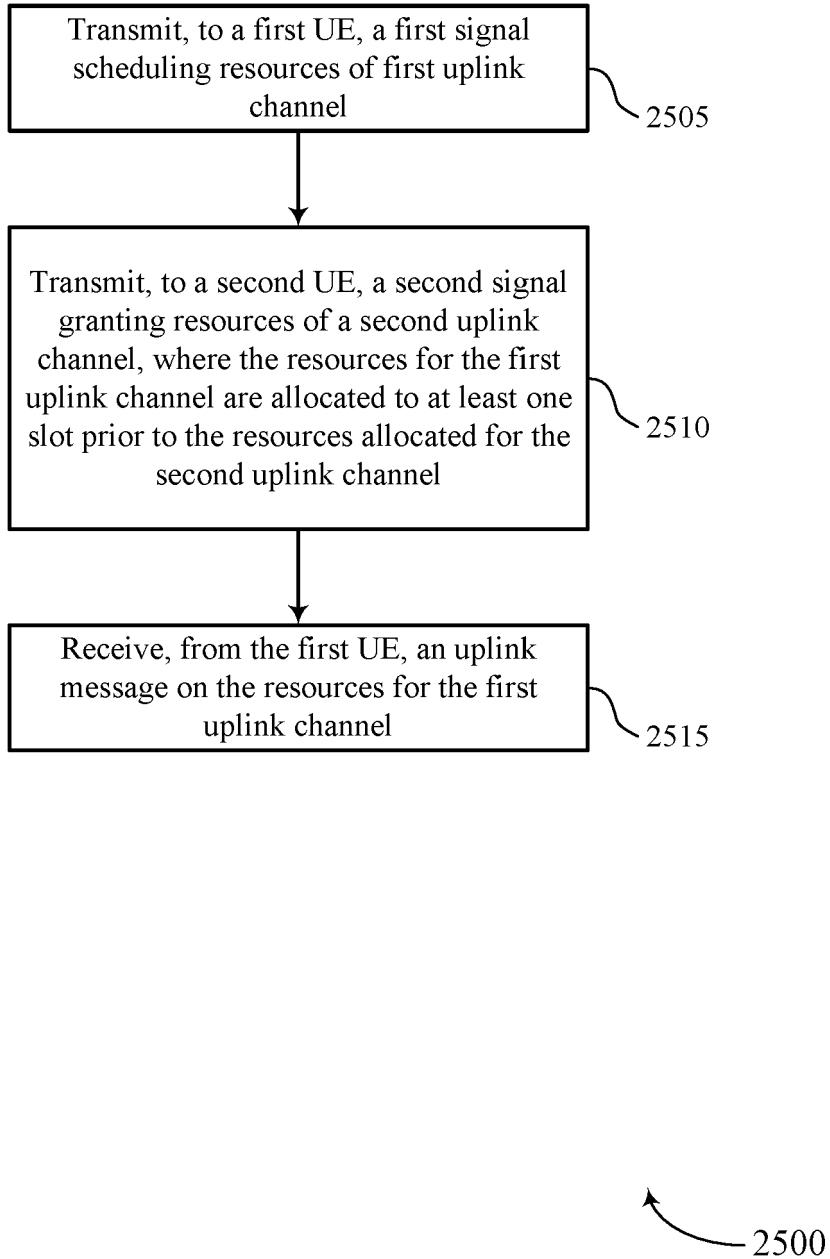 Transmit, to a first UE, a first signal
scheduling resources of first uplink
channel
2505
Transmit, to a second UE, a second signal
granting resources of a second uplink
channel, where the resources for the first
uplink channel are allocated to at least one
slot prior to the resources allocated for the
second uplink channel
2510
Receive, from the first UE, an uplink
message on the resources for the first
uplink channel
2515
2500